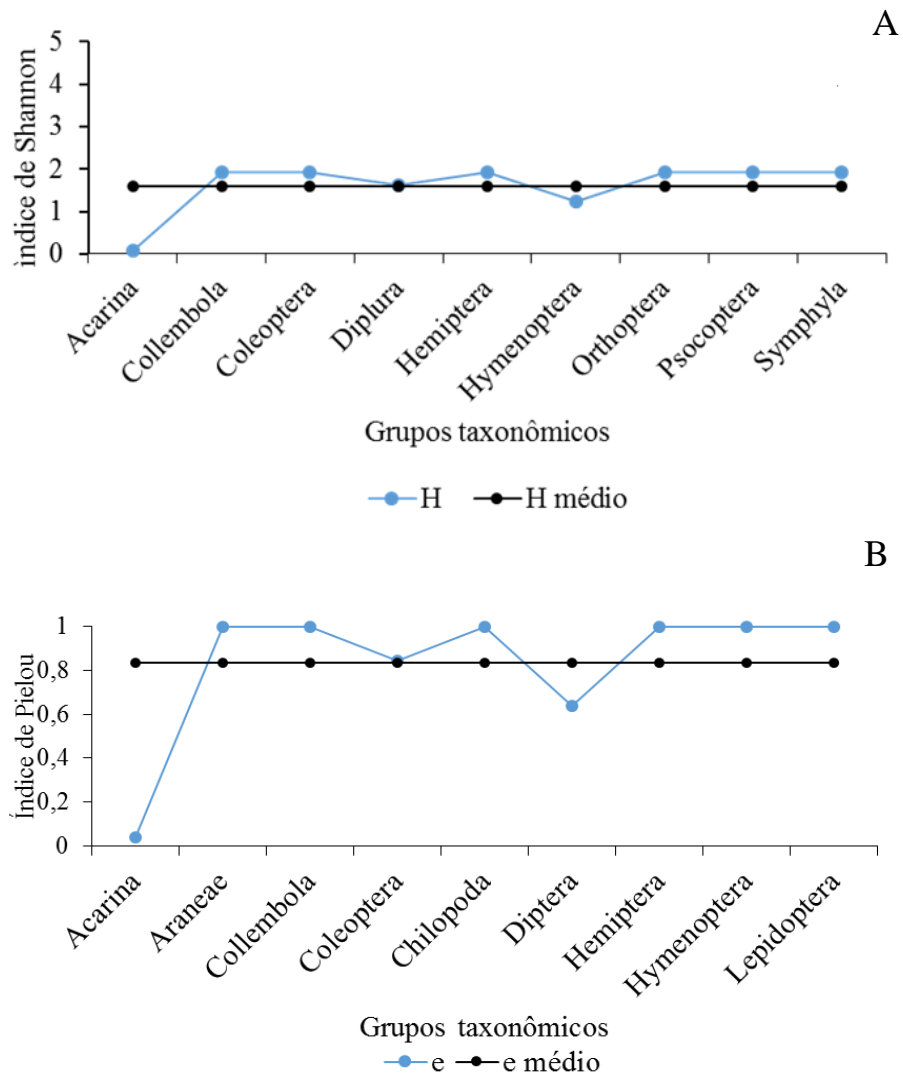 A
Índice de Shannon
5
4
3
2
1
0
Acarina
Collembola
Coleoptera
Diplura
Hemiptera
Hymenoptera
Orthoptera
Psocoptera
Symphyla
Grupos taxonômicos
H
H médio
B
Índice de Pielou
1
0,8
0,6
0,4
0,2
0
Acarina
Araneae
Collembola
Coleoptera
Chilopoda
Diptera
Hemiptera
Hymenoptera
Lepidoptera
Grupos taxonômicos
e
e médio